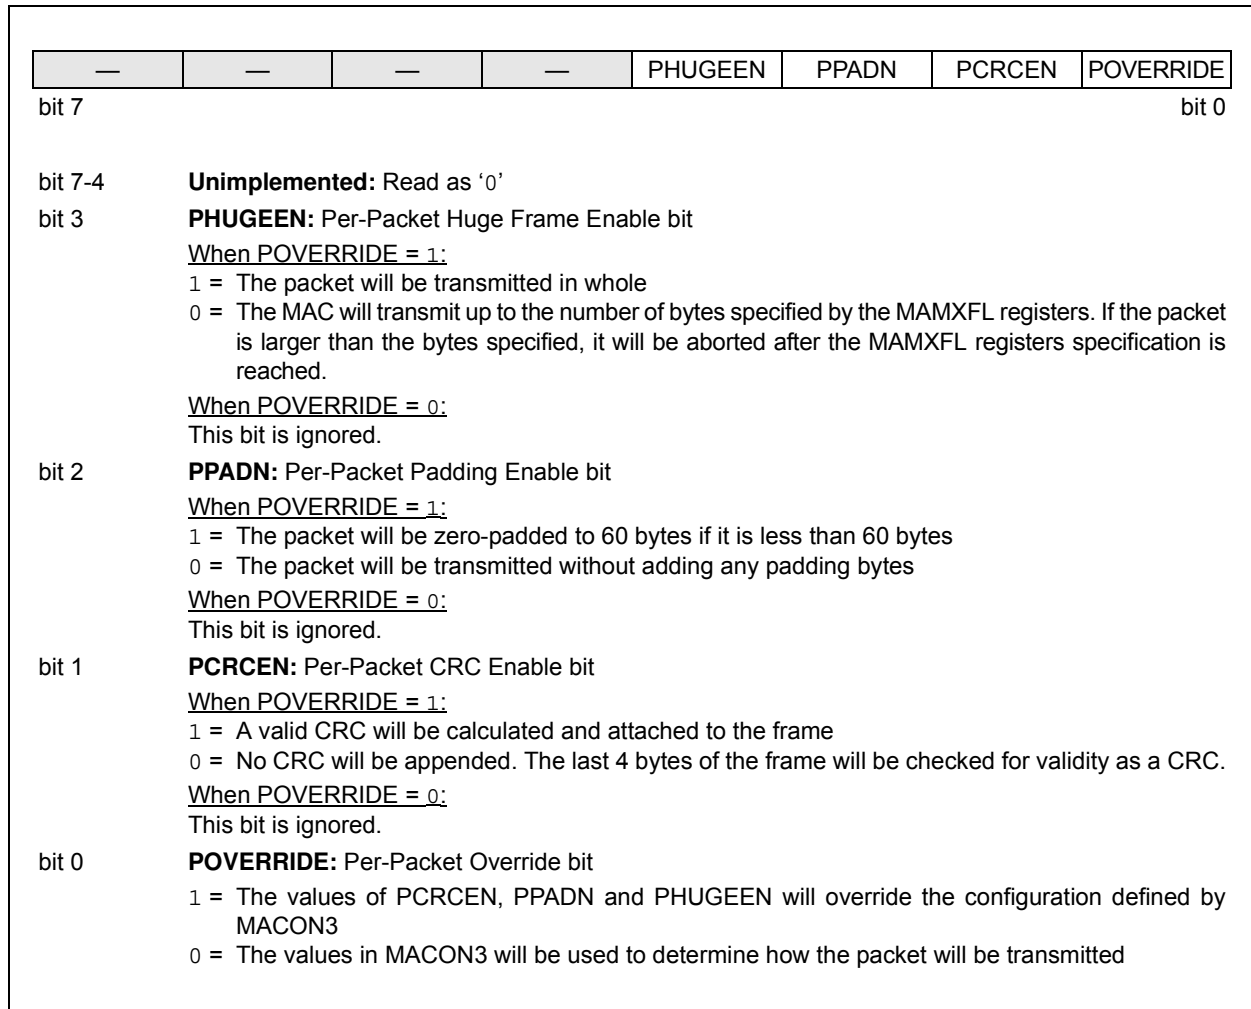 — — — — PHUGEEN PPADN PCRCEN POVERRIDE
bit 7 bit 0
bit 7-4 Unimplemented: Read as ‘0’
bit 3 PHUGEEN: Per-Packet Huge Frame Enable bit
When POVERRIDE = 1:
1 = The packet will be transmitted in whole
0 = The MAC will transmit up to the number of bytes specified by the MAMXFL registers. If the packet
is larger than the bytes specified, it will be aborted after the MAMXFL registers specification is
reached.
When POVERRIDE = 0:
This bit is ignored.
bit 2 PPADN: Per-Packet Padding Enable bit
When POVERRIDE = 1:
1 = The packet will be zero-padded to 60 bytes if it is less than 60 bytes
0 = The packet will be transmitted without adding any padding bytes
When POVERRIDE = 0:
This bit is ignored.
bit 1 PCRCEN: Per-Packet CRC Enable bit
When POVERRIDE = 1:
1 = A valid CRC will be calculated and attached to the frame
0 = No CRC will be appended. The last 4 bytes of the frame will be checked for validity as a CRC.
When POVERRIDE = 0:
This bit is ignored.
bit 0 POVERRIDE: Per-Packet Override bit
1 = The values of PCRCEN, PPADN and PHUGEEN will override the configuration defined by
MACON3
0 = The values in MACON3 will be used to determine how the packet will be transmitted